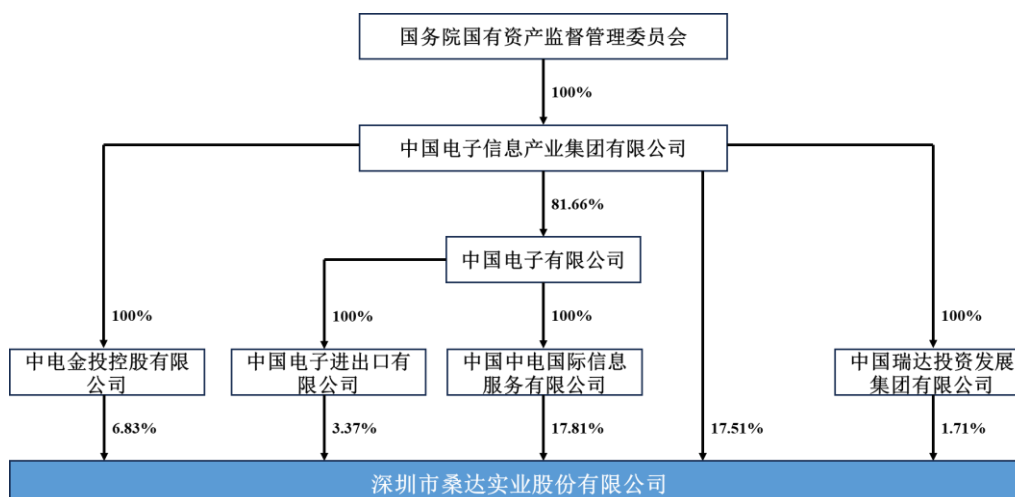 国务院国有资产监督管理委员会
100%
中国电子信息产业集团有限公司
81.66%
中国电子有限公司
100%
100%
100%
100%
中电金投控股有限
公司
中国电子进出口有
限公司
中国中电国际信息
服务有限公司
中国瑞达投资发展
集团有限公司
6.83%
3.37%
17.81%
17.51%
1.71%
深圳市桑达实业股份有限公司